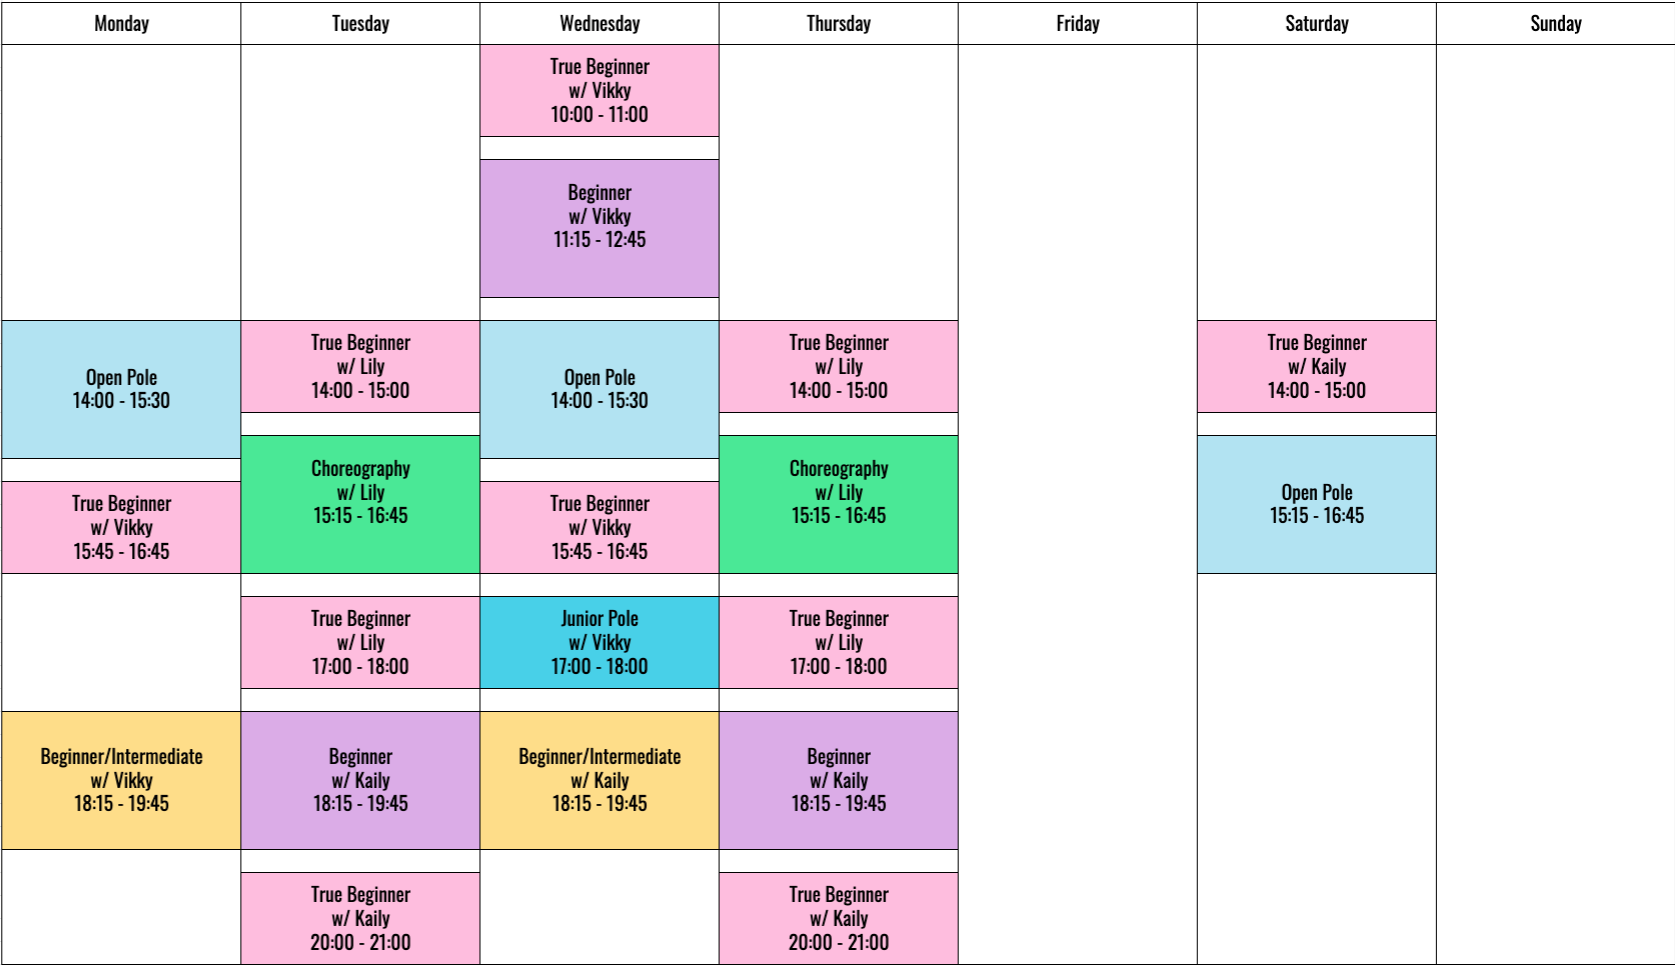 Monday
Tuesday
Wednesday
Thursday
Friday
Saturday
Sunday
True Beginner
w/ Vikky
10:00 - 11:00
Beginner
w/ Vikky
11:15 - 12:45
Open Pole
14:00 - 15:30
True Beginner
w/ Lily
14:00 - 15:00
Open Pole
14:00 - 15:30
True Beginner
w/ Lily
14:00 - 15:00
True Beginner
w/ Kaily
14:00 - 15:00
True Beginner
w/ Vikky
15:45 - 16:45
Choreography
w/ Lily
15:15 - 16:45
True Beginner
w/ Vikky
15:45 - 16:45
Choreography
w/ Lily
15:15 - 16:45
Open Pole
15:15 - 16:45
True Beginner
w/ Lily
17:00 - 18:00
Junior Pole
w/ Vikky
17:00 - 18:00
True Beginner
w/ Lily
17:00 - 18:00
Beginner/Intermediate
w/ Vikky
18:15 - 19:45
Beginner
w/ Kaily
18:15 - 19:45
Beginner/Intermediate
w/ Kaily
18:15 - 19:45
Beginner
w/ Kaily
18:15 - 19:45
True Beginner
w/ Kaily
20:00 - 21:00
True Beginner
w/ Kaily
20:00 - 21:00